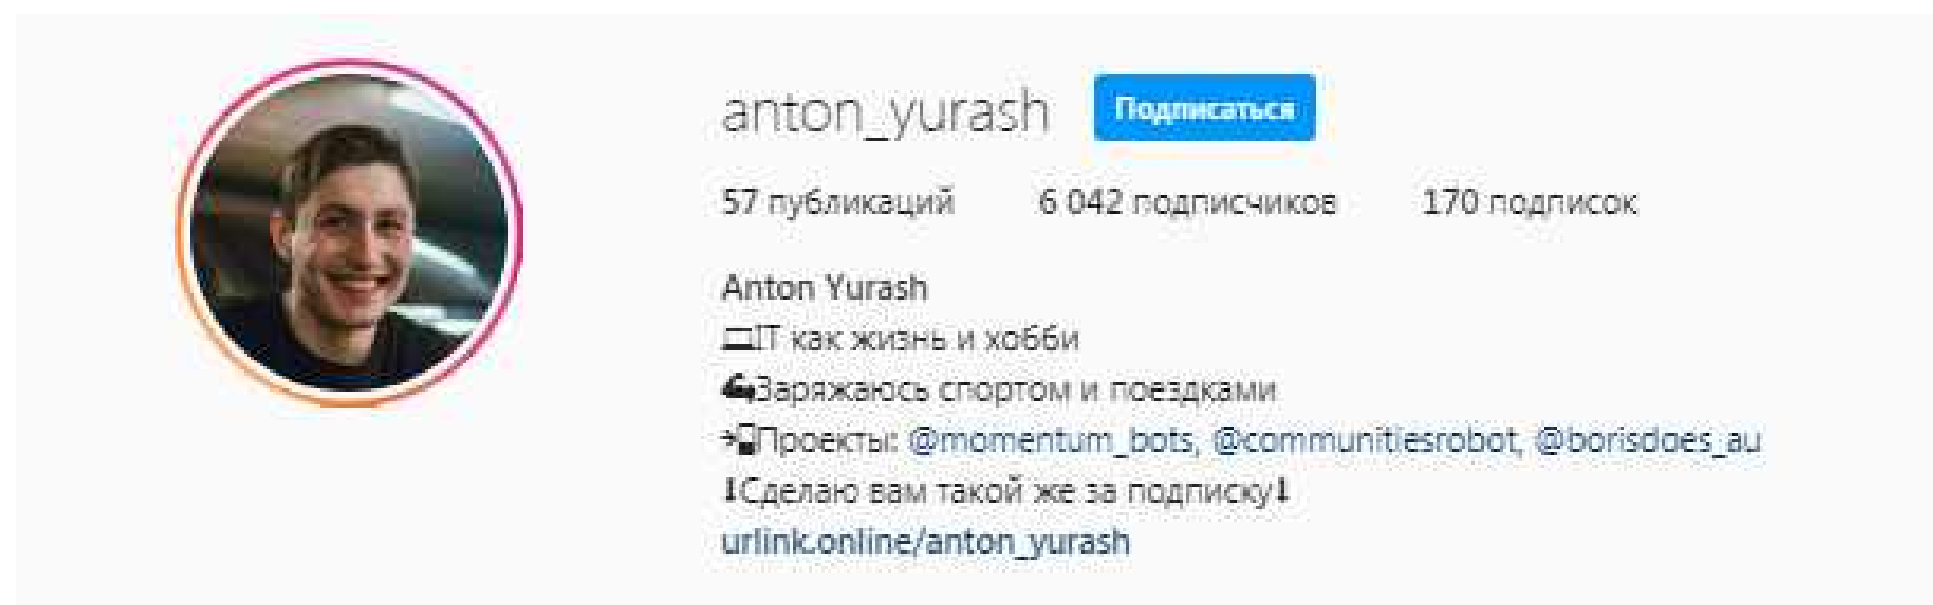 anton_yurash Подписаться
57 публикаций 6 042 подписчиков 170 подписок
Anton Yurash
IT как жизнь и хобби
Заряжаюсь спортом и поездками
Проекты: @momentum_bots, @communitiesrobot, @borisdoes_au
⬇Сделаю вам такой же за подписку⬇
urlink.online/anton_yurash